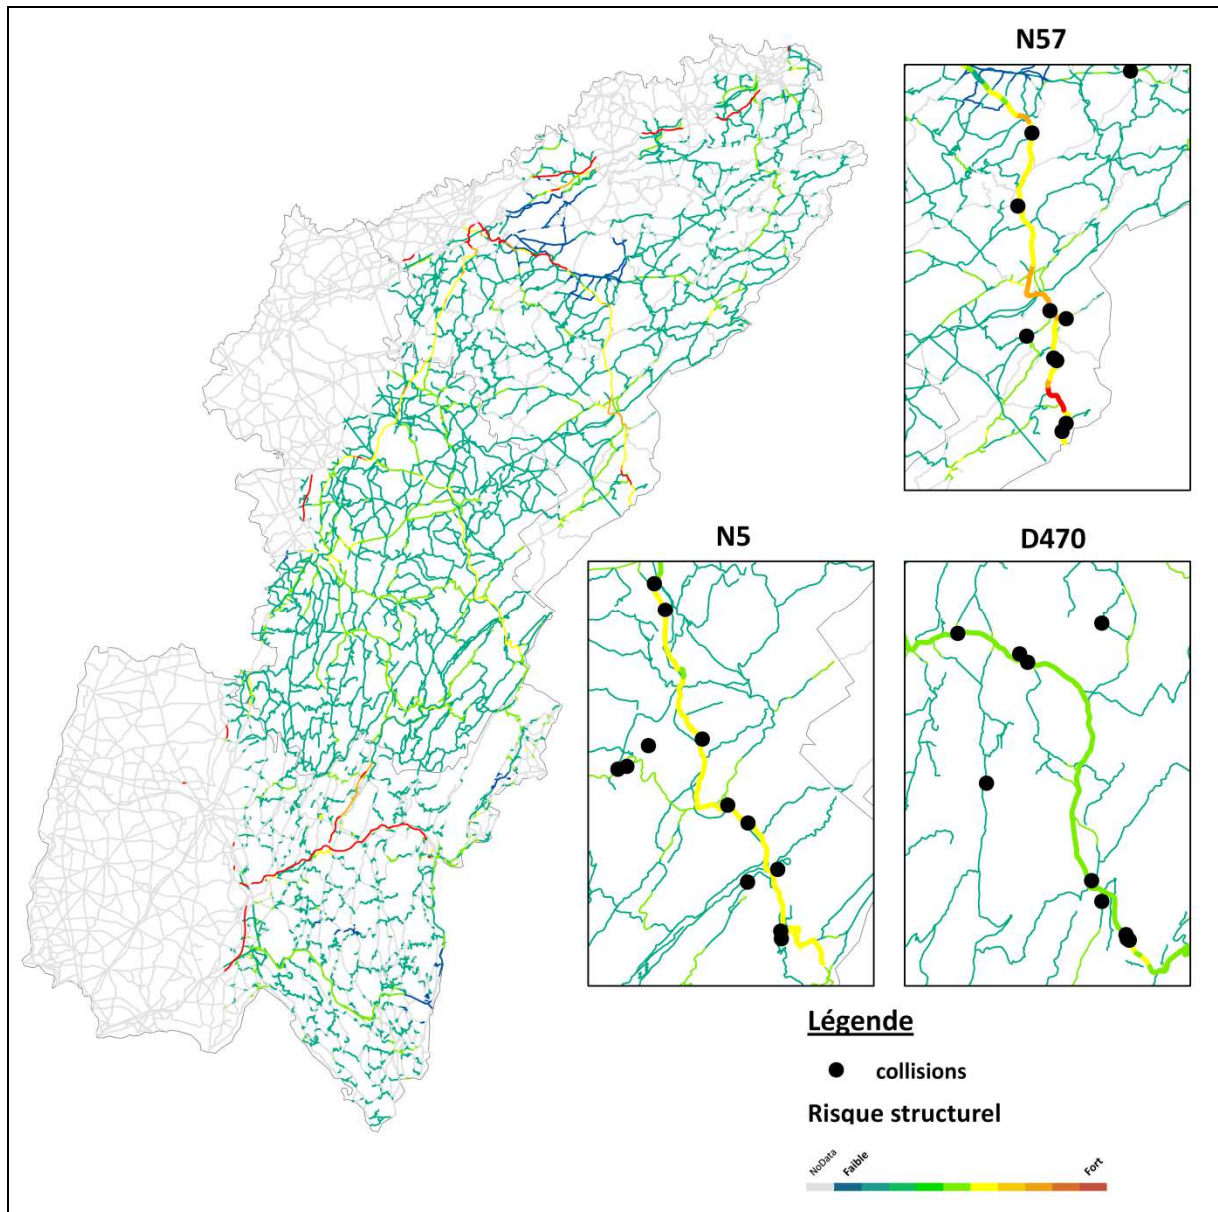 N57
N5
D470
Légende
collisions
Risque structurel
NoData
Faible
Fort